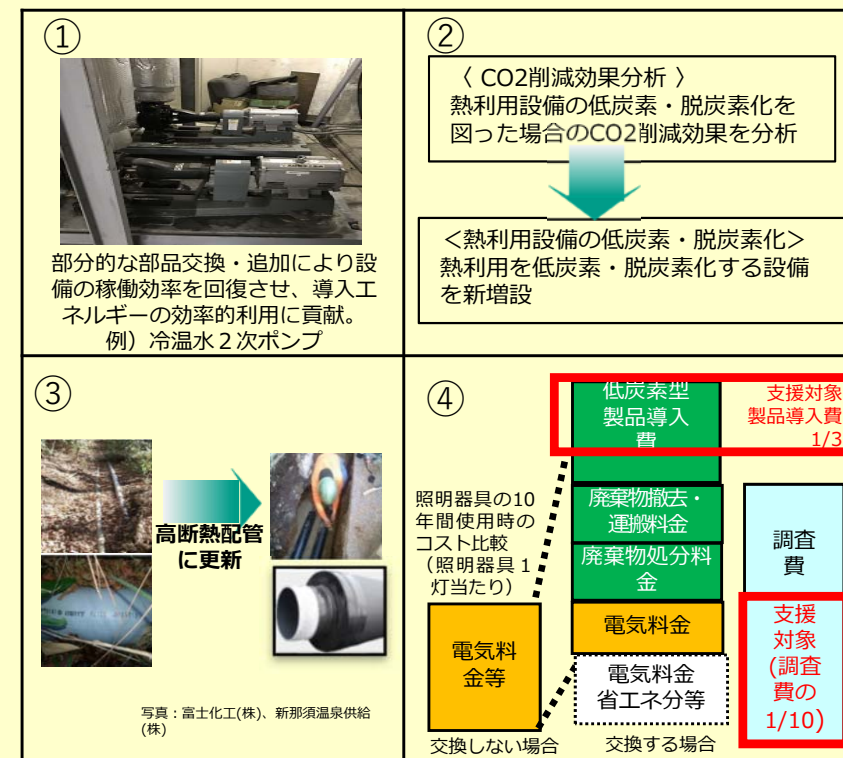 ①
部分的な部品交換・追加により設
備の稼働効率を回復させ、導入エ
ネルギーの効率的利用に貢献。
例）冷温水２次ポンプ
②
〈 CO2削減効果分析 〉
熱利用設備の低炭素・脱炭素化を
図った場合のCO2削減効果を分析
＜熱利用設備の低炭素・脱炭素化＞
熱利用を低炭素・脱炭素化する設備
を新増設
③
高断熱配管
に更新
写真：富士化工(株)、新那須温泉供給
(株)
④
照明器具の10
年間使用時の
コスト比較
（照明器具１
灯当たり）
電気料
金等
交換しない場合
低炭素型
製品導入
費
廃棄物撤去・
運搬料金
廃棄物処分料
金
電気料金
電気料金
省エネ分等
交換する場合
支援対象
製品導入費
1/3
調査
費
支援
対象
(調査
費の
1/10)